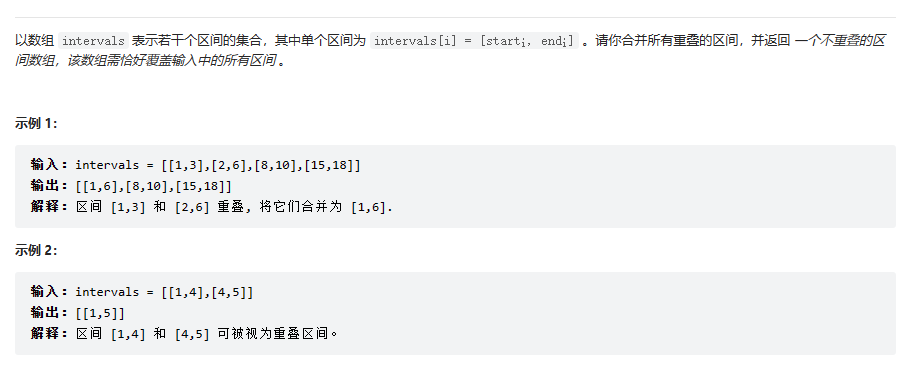 以数组 intervals 表示若干个区间的集合，其中单个区间为 intervals[i] = [starti, endi] 。请你合并所有重叠的区间，并返回 一个不重叠的区
间数组，该数组需恰好覆盖输入中的所有区间 。
示例 1：
输入：intervals = [[1,3],[2,6],[8,10],[15,18]]
输出：[[1,6],[8,10],[15,18]]
解释：区间 [1,3] 和 [2,6] 重叠, 将它们合并为 [1,6].
示例 2：
输入：intervals = [[1,4],[4,5]]
输出：[[1,5]]
解释：区间 [1,4] 和 [4,5] 可被视为重叠区间。